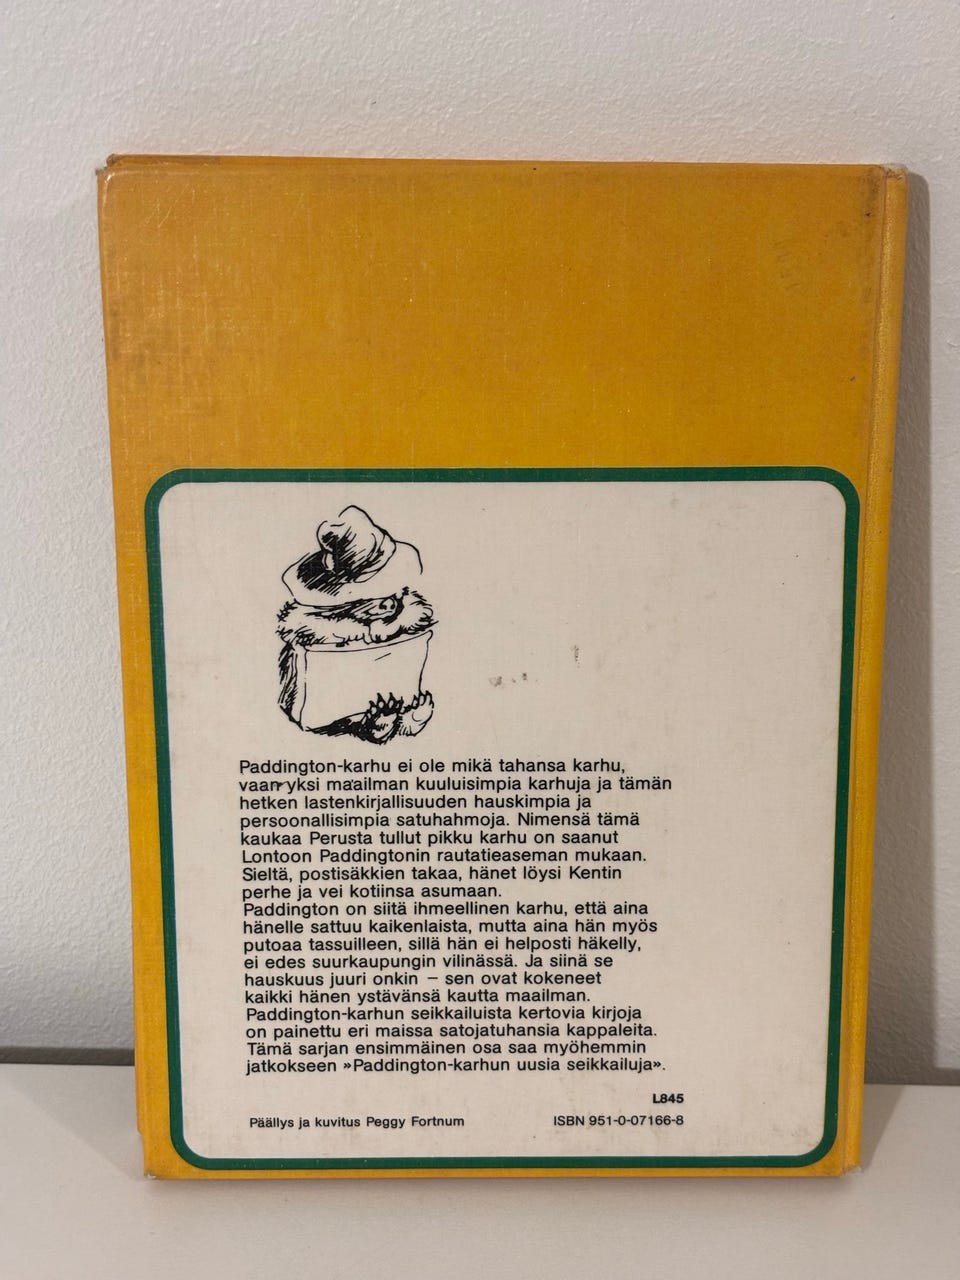 Paddington-karhu ei ole mikä tahansa karhu,
vaan yksi maailman kuuluisimpia karhuja ja tämän
hetken lastenkirjallisuuden hauskimpia ja
persoonallisimpia satuhahmoja. Nimensä tämä
kaukaa Perusta tullut pikku karhu on saanut
Lontoon Paddingtonin rautatieaseman mukaan.
Sieltä, postisäkkien takaa, hänet löysi Kentin
perhe ja vei kotiinsa asumaan.
Paddington on siitä ihmeellinen karhu, että aina
hänelle sattuu kaikenlaista, mutta aina hän myös
putoaa tassuilleen, sillä hän ei helposti häkelly,
ei edes suurkaupungin vilinässä. Ja siinä se
hauskuus juuri onkin – sen ovat kokeneet
kaikki hänen ystävänsä kautta maailman.
Paddington-karhun seikkailuista kertovia kirjoja
on painettu eri maissa satojatuhansia kappaleita.
Tämä sarjan ensimmäinen osa saa myöhemmin
jatkokseen »Paddington-karhun uusia seikkailuja».
L845
Päällys ja kuvitus Peggy Fortnum ISBN 951-0-07166-8